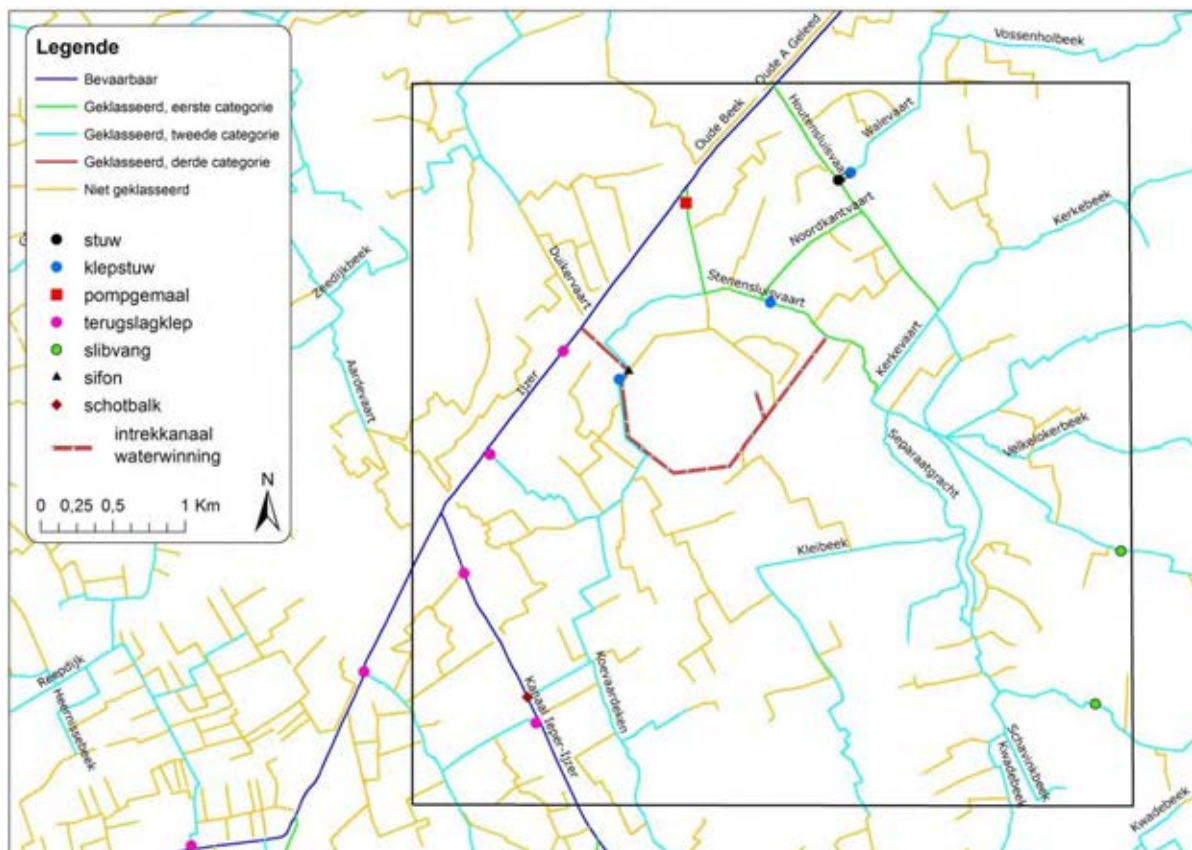 Legende
Bevaarbaar
Geklasseerd, eerste categorie
Geklasseerd, tweede categorie
Geklasseerd, derde categorie
Niet geklasseerd
stuw
klepstuw
pompgemaal
terugslagklep
slibvang
sifon
schotbalk
intrekkanaal
waterwinning
N
0 0,25 0,5 1 Km
Oude A Geleed
Vossenholbeek
Oude Beek
Houtensluisvaart
Walevaart
Kerkebeek
Noordkantvaart
Zeedijkbeek
Duikervaart
Stenensluisvaart
Kerkevaart
Aardevaart
Ijzer
Separaatgracht
Velkelokerbeek
Kleibeek
Reepdijk
Heernissebeek
Koevaardeken
Kanaal Ieper-Ijzer
Schavinkbeek
Kwadebeek
Kwadebeek